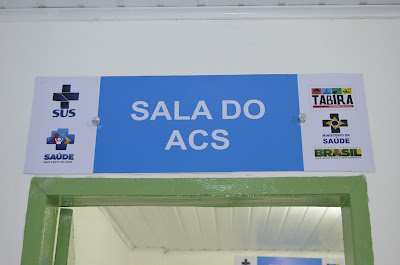 SUS
SAÚDE
SALA DO
ACS
TABIRA
MINISTÉRIO DA
SAÚDE
BRASIL